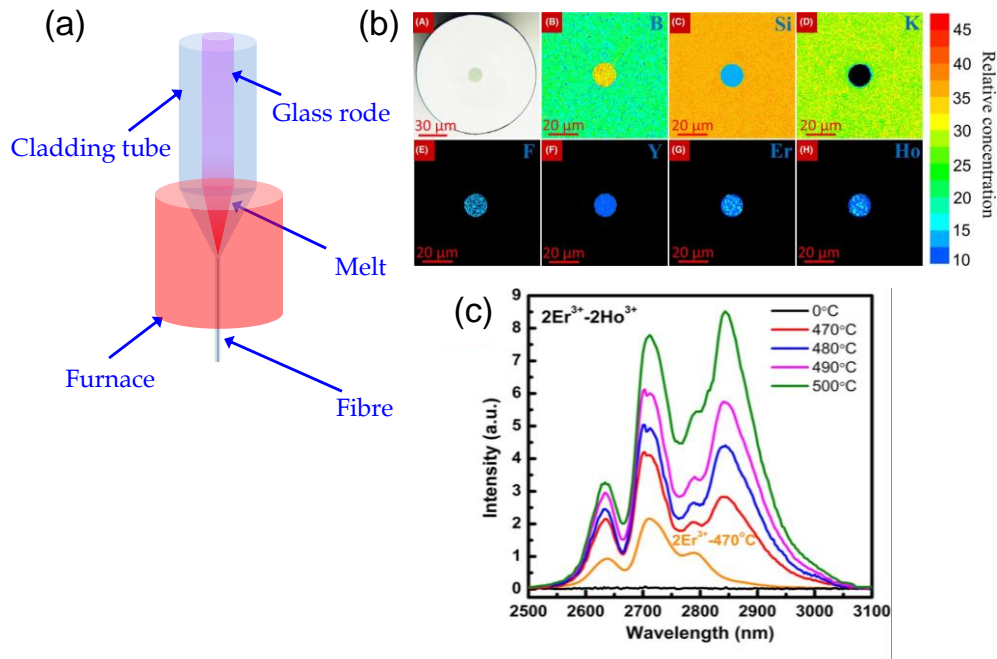 (a)
Glass rode
Cladding tube
Melt
Furnace
Fibre
(b)
(A)
30 μm
(B)
B
20 μm
(C)
Si
20 μm
(D)
K
20 μm
(E)
F
20 μm
(F)
Y
20 μm
(G)
Er
20 μm
(H)
Ho
20 μm
45
40
35
30
25
20
15
10
Relative concentration
(c)
2Er³⁺-2Ho³⁺
0°C
470°C
480°C
490°C
500°C
2Er³⁺-470°C
9
8
7
6
5
4
3
2
1
0
Intensity (a.u.)
2500 2600 2700 2800 2900 3000 3100
Wavelength (nm)